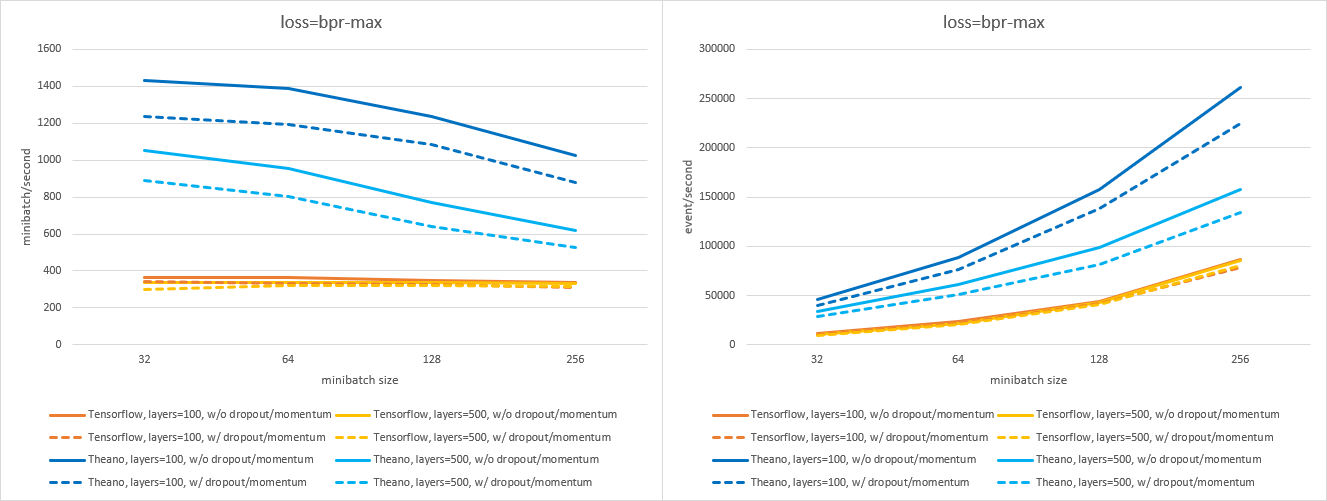 loss=bpr-max
1600
1400
1200
1000
800
600
400
200
0
minibatch/second
32 64 128 256
minibatch size
Tensorflow, layers=100, w/o dropout/momentum Tensorflow, layers=500, w/o dropout/momentum
Tensorflow, layers=100, w/ dropout/momentum Tensorflow, layers=500, w/ dropout/momentum
Theano, layers=100, w/o dropout/momentum Theano, layers=500, w/o dropout/momentum
Theano, layers=100, w/ dropout/momentum Theano, layers=500, w/ dropout/momentum
loss=bpr-max
300000
250000
200000
150000
100000
50000
0
event/second
32 64 128 256
minibatch size
Tensorflow, layers=100, w/o dropout/momentum Tensorflow, layers=500, w/o dropout/momentum
Tensorflow, layers=100, w/ dropout/momentum Tensorflow, layers=500, w/ dropout/momentum
Theano, layers=100, w/o dropout/momentum Theano, layers=500, w/o dropout/momentum
Theano, layers=100, w/ dropout/momentum Theano, layers=500, w/ dropout/momentum